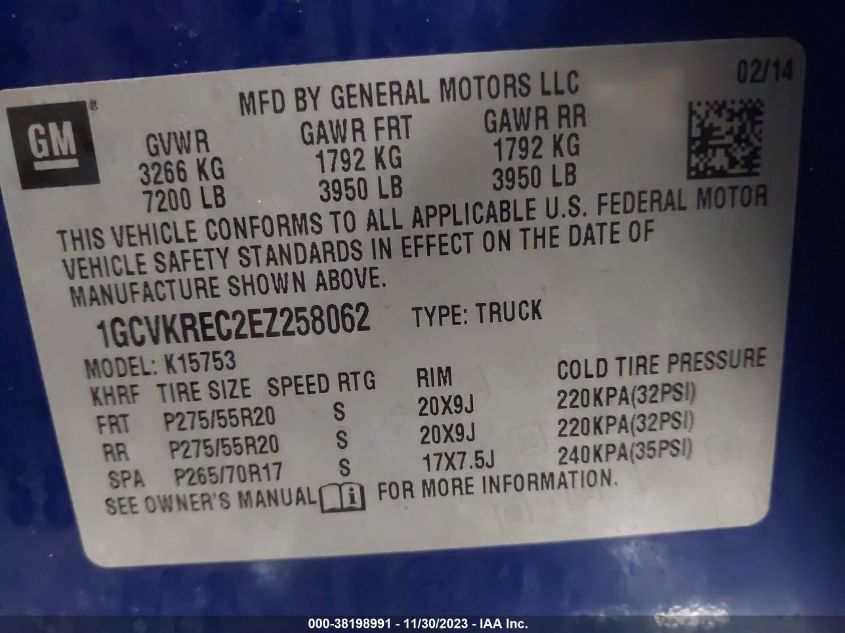 GM ®
MFD BY GENERAL MOTORS LLC 02/14
GVWR GAWR FRT GAWR RR
3266 KG 1792 KG 1792 KG
7200 LB 3950 LB 3950 LB
THIS VEHICLE CONFORMS TO ALL APPLICABLE U.S. FEDERAL MOTOR
VEHICLE SAFETY STANDARDS IN EFFECT ON THE DATE OF
MANUFACTURE SHOWN ABOVE.
1GCVKREC2EZ258062 TYPE: TRUCK
MODEL: K15753
KHRF TIRE SIZE SPEED RTG RIM COLD TIRE PRESSURE
FRT P275/55R20 S 20X9J 220KPA(32PSI)
RR P275/55R20 S 20X9J 220KPA(32PSI)
SPA P265/70R17 S 17X7.5J 240KPA(35PSI)
SEE OWNER'S MANUAL i FOR MORE INFORMATION.
000-38198991 - 11/30/2023 - IAA Inc.